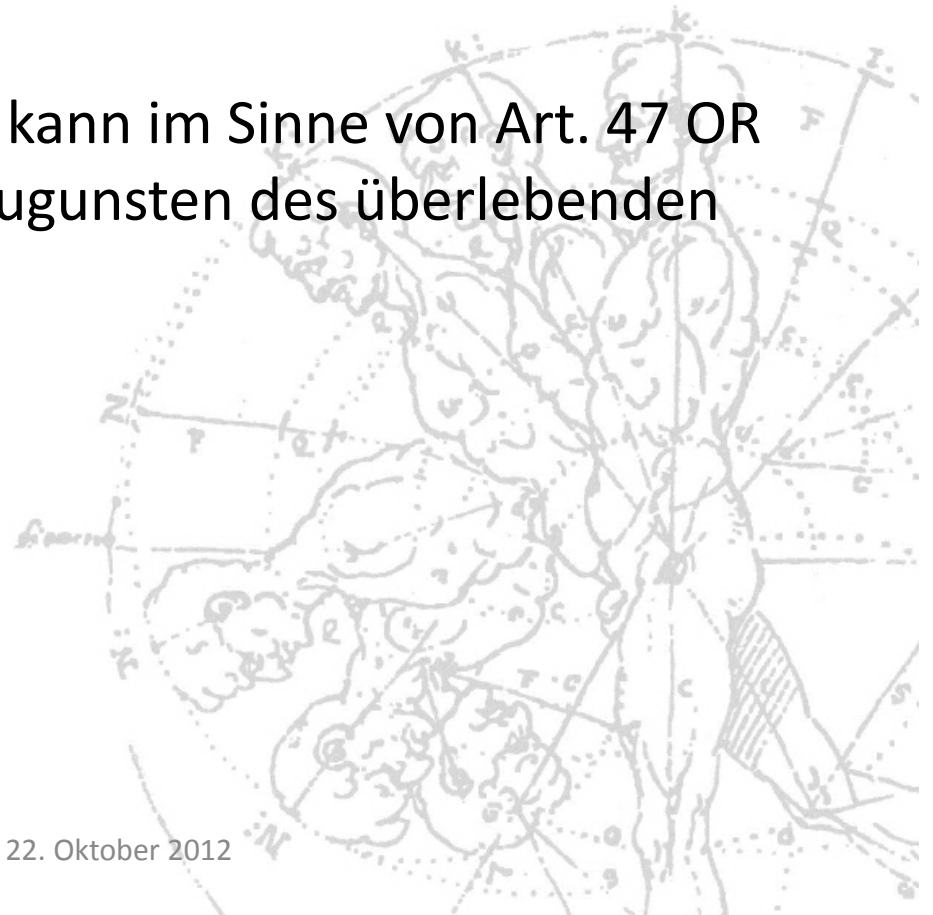 kann im Sinne von Art. 47 OR
ugunsten des überlebenden
22. Oktober 2012